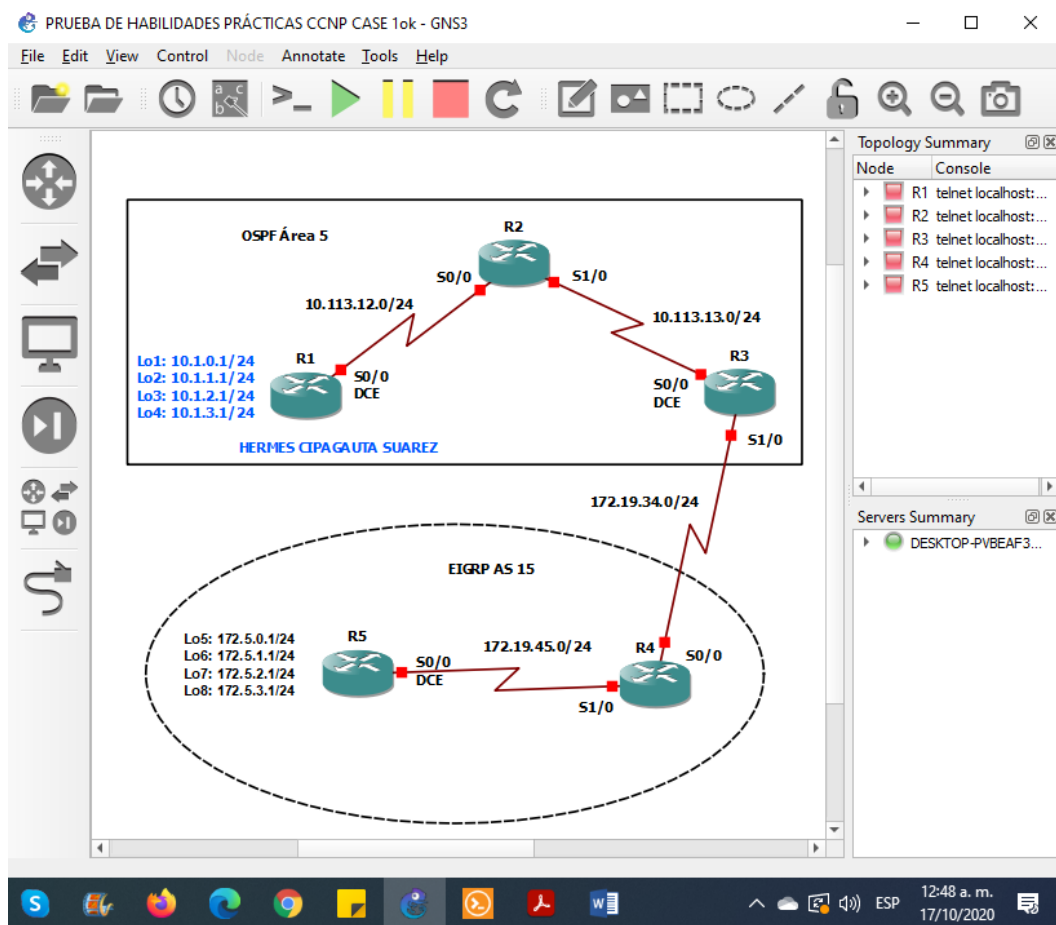 PRUEBA DE HABILIDADES PRÁCTICAS CCNP CASE 1ok - GNS3
File Edit View Control Node Annotate Tools Help
Topology Summary
Node Console
R1 telnet localhost:...
R2 telnet localhost:...
R3 telnet localhost:...
R4 telnet localhost:...
R5 telnet localhost:...
OSPF Área 5
R2
S0/0
S1/0
10.113.12.0/24
10.113.13.0/24
Lo1: 10.1.0.1/24
Lo2: 10.1.1.1/24
Lo3: 10.1.2.1/24
Lo4: 10.1.3.1/24
R1
S0/0
DCE
R3
S0/0
DCE
S1/0
HERMES CIPAGAUTA SUAREZ
172.19.34.0/24
Servers Summary
DESKTOP-PVBEAF3...
EIGRP AS 15
Lo5: 172.5.0.1/24
Lo6: 172.5.1.1/24
Lo7: 172.5.2.1/24
Lo8: 172.5.3.1/24
R5
S0/0
DCE
172.19.45.0/24
R4
S0/0
S1/0
ESP
12:48 a. m.
17/10/2020